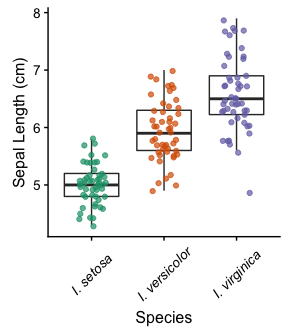 Sepal Length (cm)
8
7
6
5
I. setosa
I. versicolor
I. virginica
Species